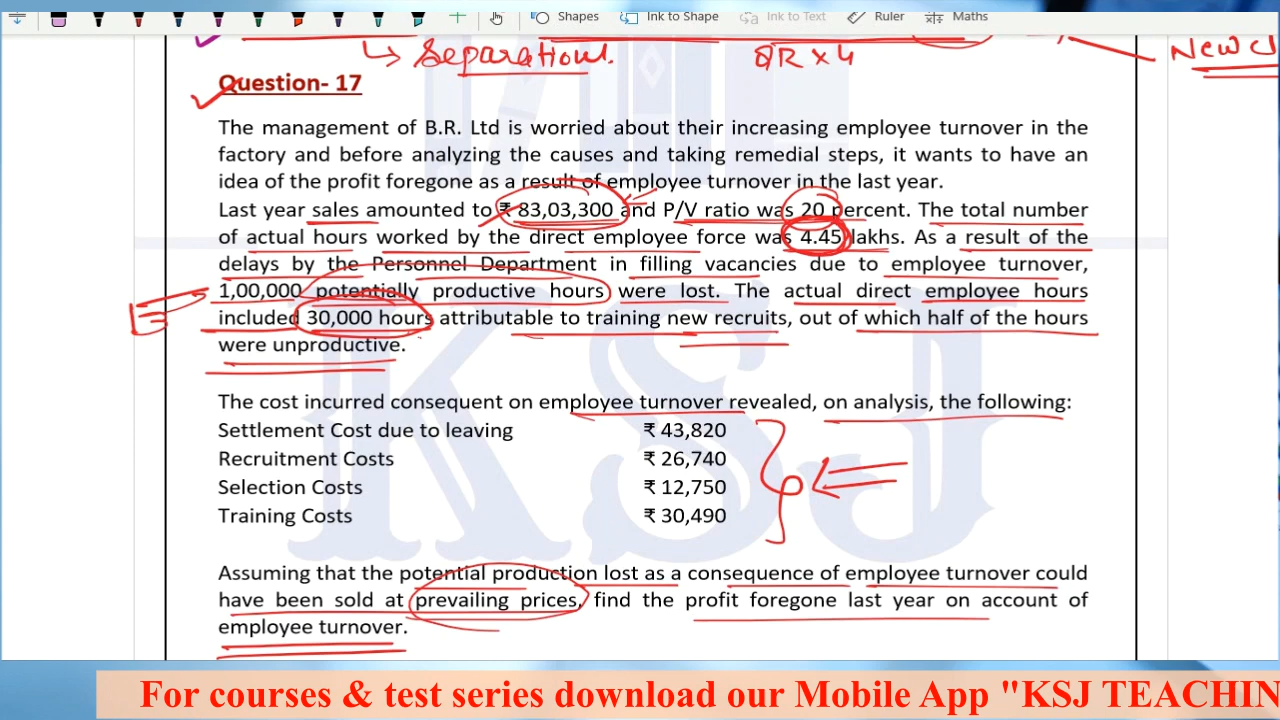 Shapes
Ink to Shape
Ink to Text
Ruler
Maths
Separation.
QR x 4
New
Question- 17
The management of B.R. Ltd is worried about their increasing employee turnover in the
factory and before analyzing the causes and taking remedial steps, it wants to have an
idea of the profit foregone as a result of employee turnover in the last year.
Last year sales amounted to ₹ 83,03,300 and P/V ratio was 20 percent. The total number
of actual hours worked by the direct employee force was 4.45 lakhs. As a result of the
delays by the Personnel Department in filling vacancies due to employee turnover,
1,00,000 potentially productive hours were lost. The actual direct employee hours
included 30,000 hours attributable to training new recruits, out of which half of the hours
were unproductive.
The cost incurred consequent on employee turnover revealed, on analysis, the following:
Settlement Cost due to leaving ₹ 43,820
Recruitment Costs ₹ 26,740
Selection Costs ₹ 12,750
Training Costs ₹ 30,490
Assuming that the potential production lost as a consequence of employee turnover could
have been sold at prevailing prices, find the profit foregone last year on account of
employee turnover.
KSJ
For courses & test series download our Mobile App "KSJ TEACHIN